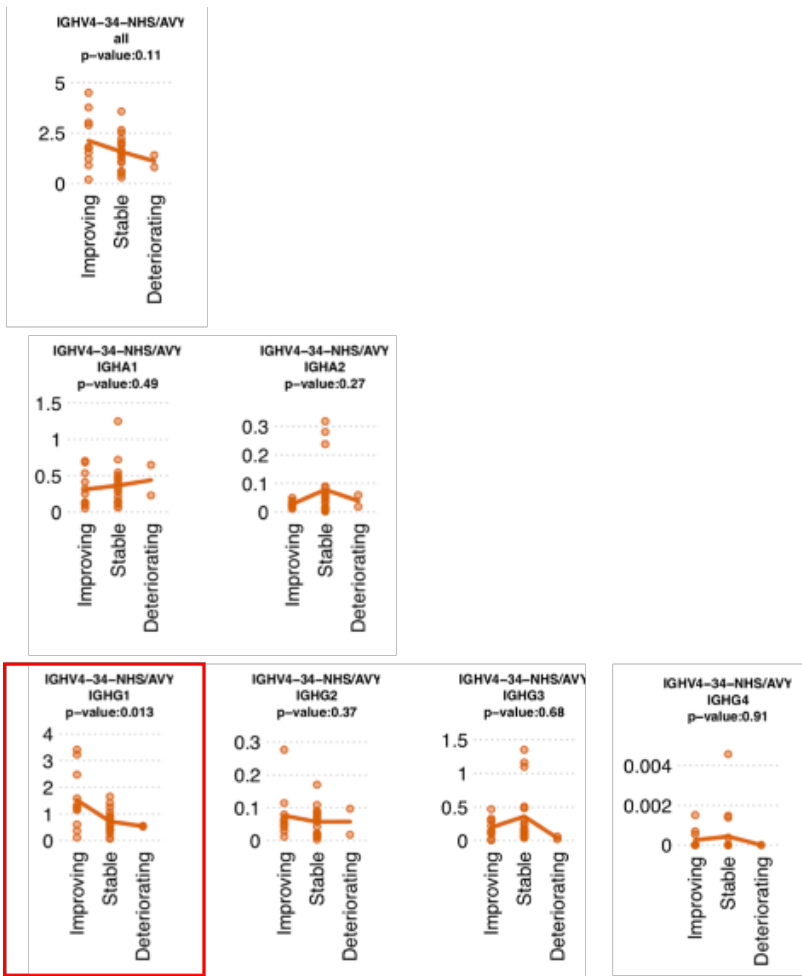 IGHV4−34−NHS/AVY
all
p−value:0.11
5
2.5
0
Improving
Stable
Deteriorating
IGHV4−34−NHS/AVY
IGHA1
p−value:0.49
1.5
1
0.5
0
Improving
Stable
Deteriorating
IGHV4−34−NHS/AVY
IGHA2
p−value:0.27
0.3
0.2
0.1
0
Improving
Stable
Deteriorating
IGHV4−34−NHS/AVY
IGHG1
p−value:0.013
4
3
2
1
0
Improving
Stable
Deteriorating
IGHV4−34−NHS/AVY
IGHG2
p−value:0.37
0.3
0.2
0.1
0
Improving
Stable
Deteriorating
IGHV4−34−NHS/AVY
IGHG3
p−value:0.68
1.5
1
0.5
0
Improving
Stable
Deteriorating
IGHV4−34−NHS/AVY
IGHG4
p−value:0.91
0.004
0.002
0
Improving
Stable
Deteriorating